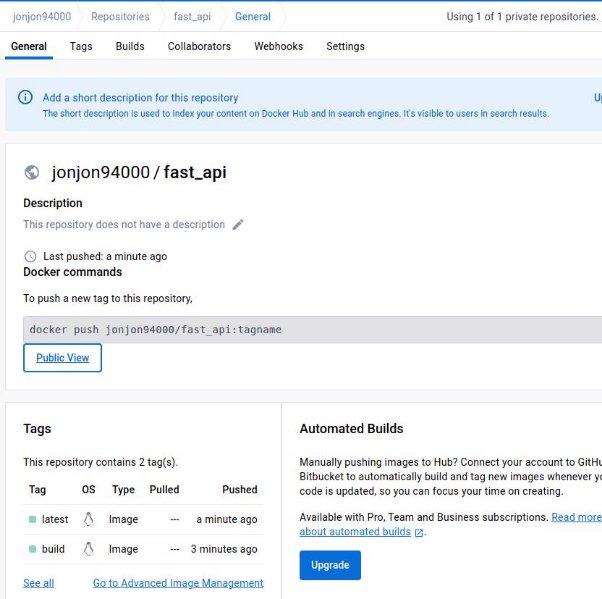 jonjon94000 Repositories fast_api General Using 1 of 1 private repositories.
General Tags Builds Collaborators Webhooks Settings
Add a short description for this repository
The short description is used to index your content on Docker Hub and in search engines. It's visible to users in search results.
jonjon94000 / fast_api
Description
This repository does not have a description
Last pushed: a minute ago
Docker commands
To push a new tag to this repository,
docker push jonjon94000/fast_api:tagname
Public View
Tags
This repository contains 2 tag(s).
Tag OS Type Pulled Pushed
latest Image --- a minute ago
build Image --- 3 minutes ago
See all Go to Advanced Image Management
Automated Builds
Manually pushing images to Hub? Connect your account to GitHu
Bitbucket to automatically build and tag new images whenever yo
code is updated, so you can focus your time on creating.
Available with Pro, Team and Business subscriptions. Read more
about automated builds.
Upgrade